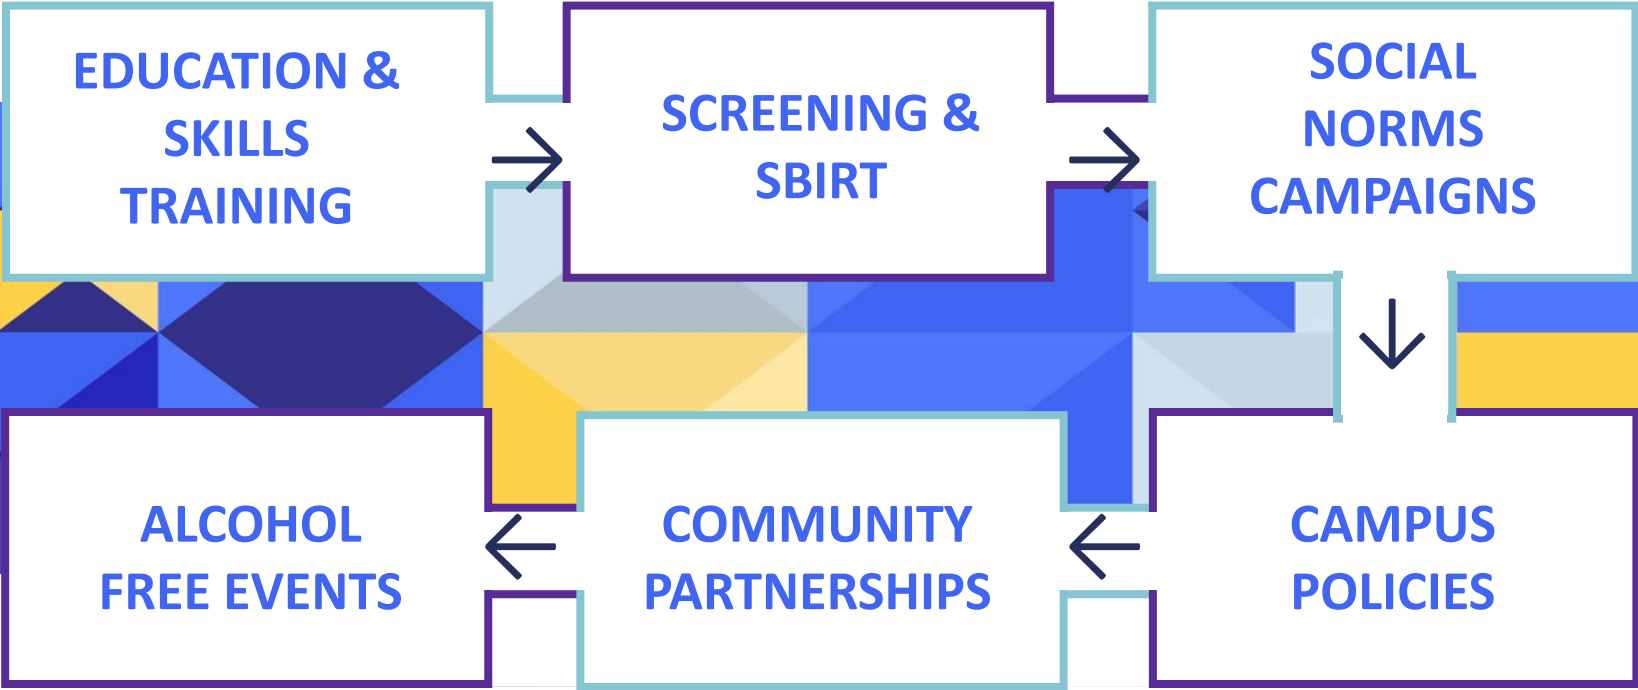 EDUCATION &
SKILLS
TRAINING
SCREENING &
SBIRT
SOCIAL
NORMS
CAMPAIGNS
CAMPUS
POLICIES
COMMUNITY
PARTNERSHIPS
ALCOHOL
FREE EVENTS